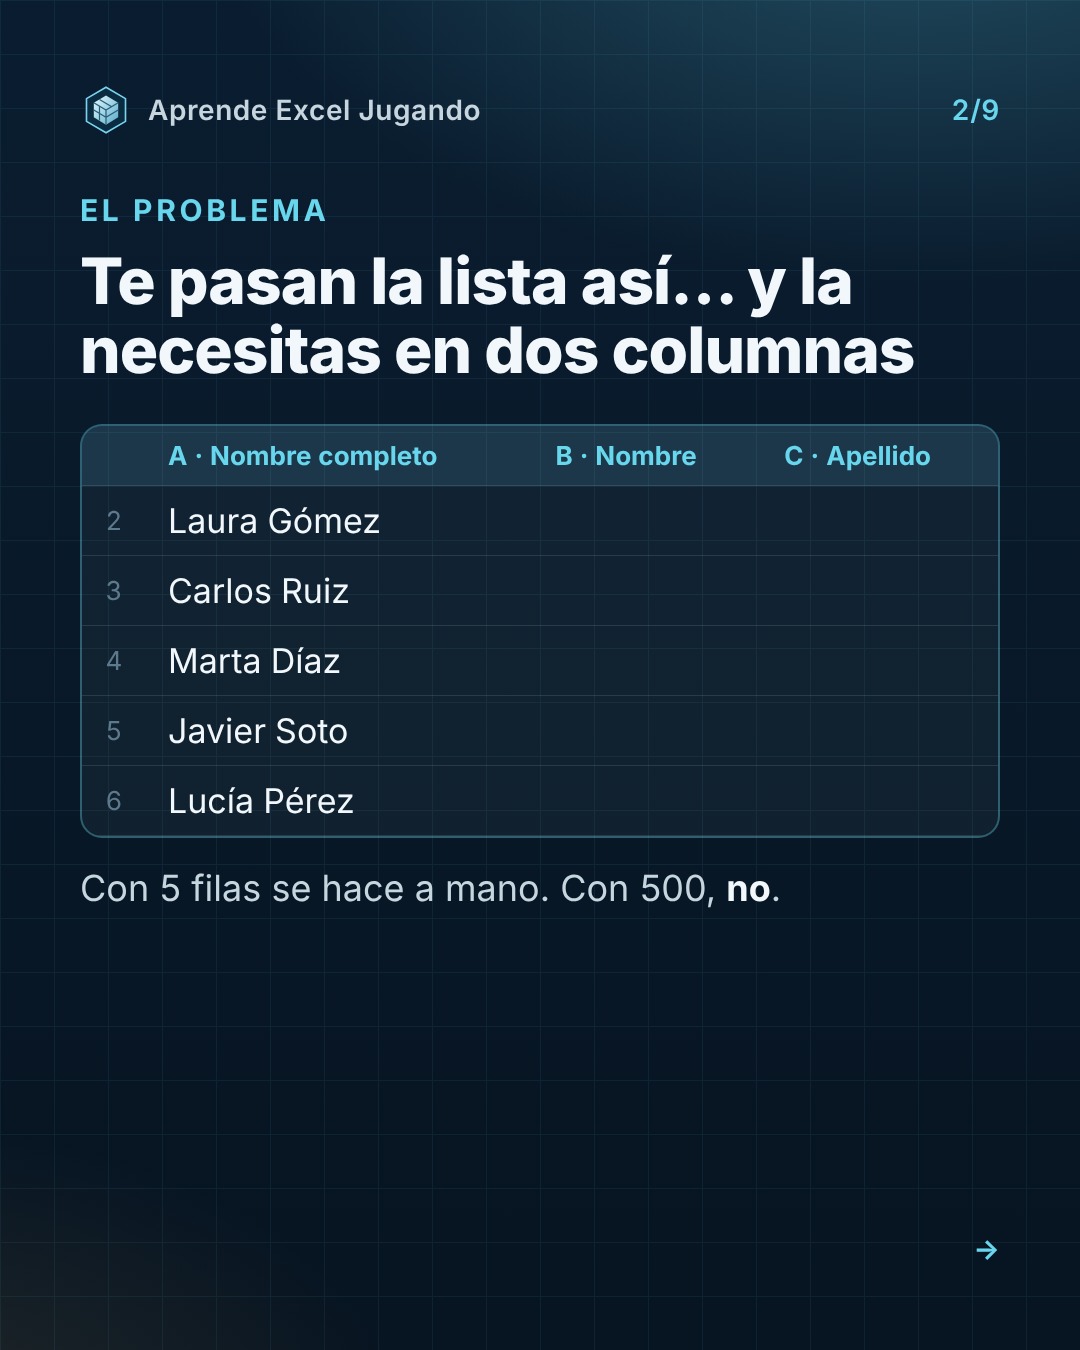 Aprende Excel Jugando
2/9
EL PROBLEMA
Te pasan la lista así… y la
necesitas en dos columnas
A · Nombre completo B · Nombre C · Apellido
2 Laura Gómez
3 Carlos Ruiz
4 Marta Díaz
5 Javier Soto
6 Lucía Pérez
Con 5 filas se hace a mano. Con 500, no.
→